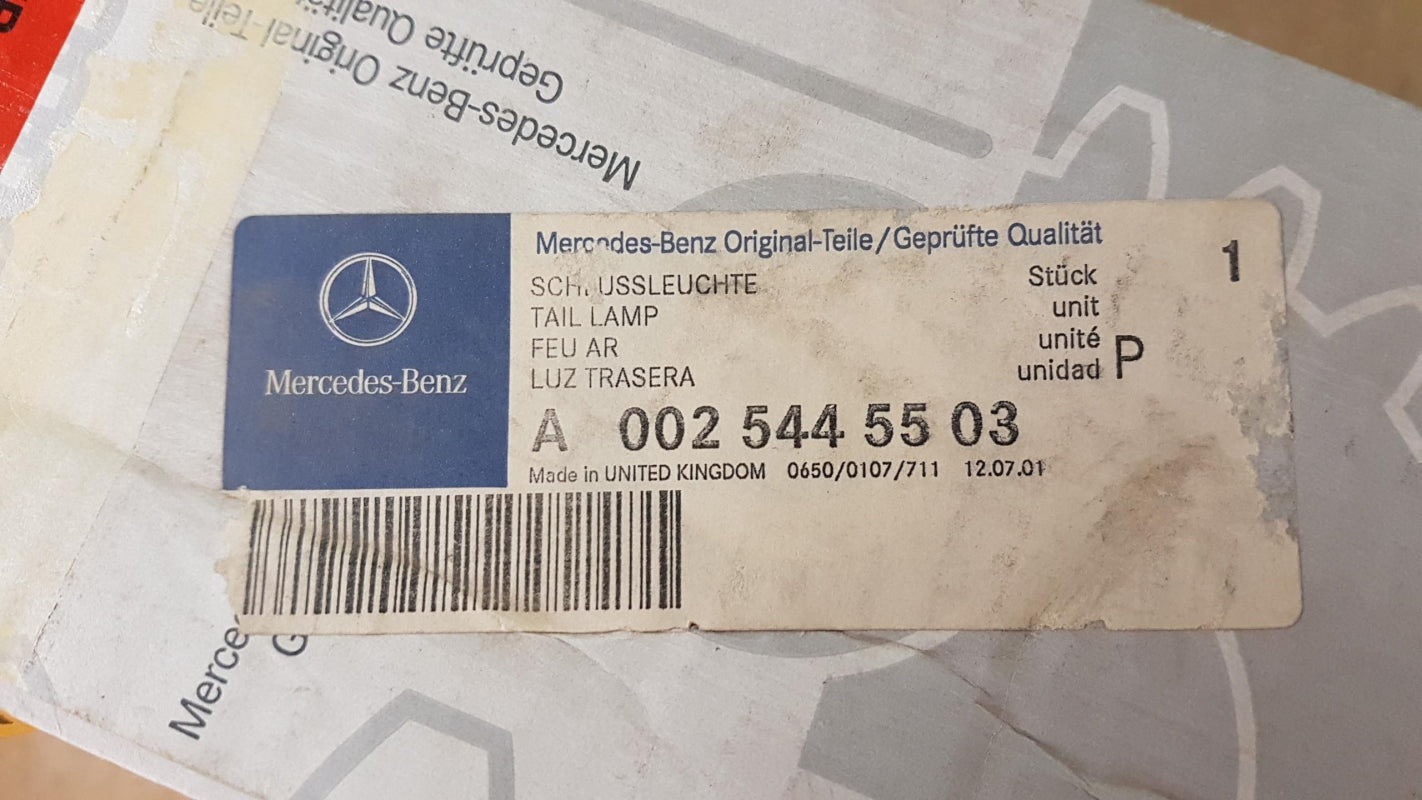 Mercedes-Benz Original-Teile
Geprüfte Qualität
Mercedes-Benz Original-Teile/Geprüfte Qualität
1
SCHLUSSLEUCHTE
Stück
TAIL LAMP
unit
FEU AR
unité
LUZ TRASERA
unidad P
Mercedes-Benz
A 002 544 55 03
Made in UNITED KINGDOM 0650/0107/711 12.07.01
Merce
G